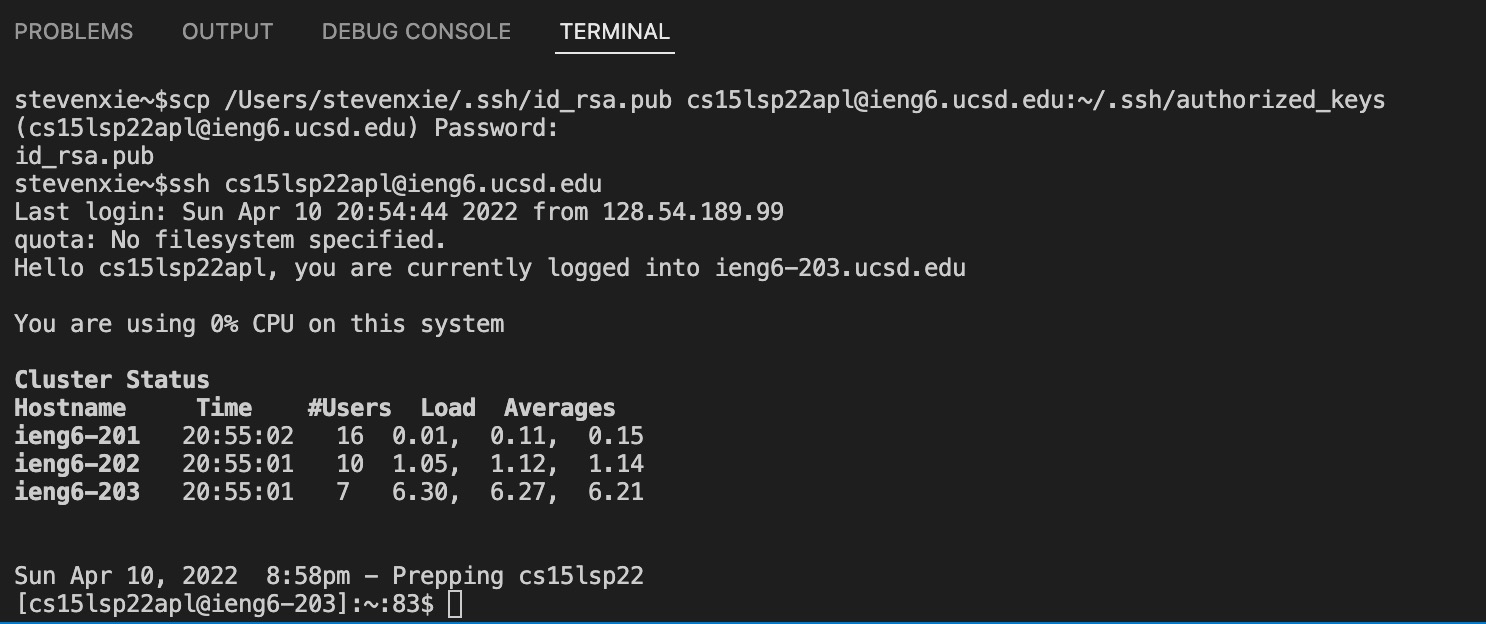 PROBLEMS OUTPUT DEBUG CONSOLE TERMINAL
stevenxie~$scp /Users/stevenxie/.ssh/id_rsa.pub cs15lsp22apl@ieng6.ucsd.edu:~/.ssh/authorized_keys
(cs15lsp22apl@ieng6.ucsd.edu) Password:
id_rsa.pub
stevenxie~$ssh cs15lsp22apl@ieng6.ucsd.edu
Last login: Sun Apr 10 20:54:44 2022 from 128.54.189.99
quota: No filesystem specified.
Hello cs15lsp22apl, you are currently logged into ieng6-203.ucsd.edu
You are using 0% CPU on this system
Cluster Status
Hostname     Time    #Users  Load  Averages
ieng6-201   20:55:02   16  0.01,  0.11,  0.15
ieng6-202   20:55:01   10  1.05,  1.12,  1.14
ieng6-203   20:55:01   7   6.30,  6.27,  6.21
Sun Apr 10, 2022  8:58pm - Prepping cs15lsp22
[cs15lsp22apl@ieng6-203]:~:83$